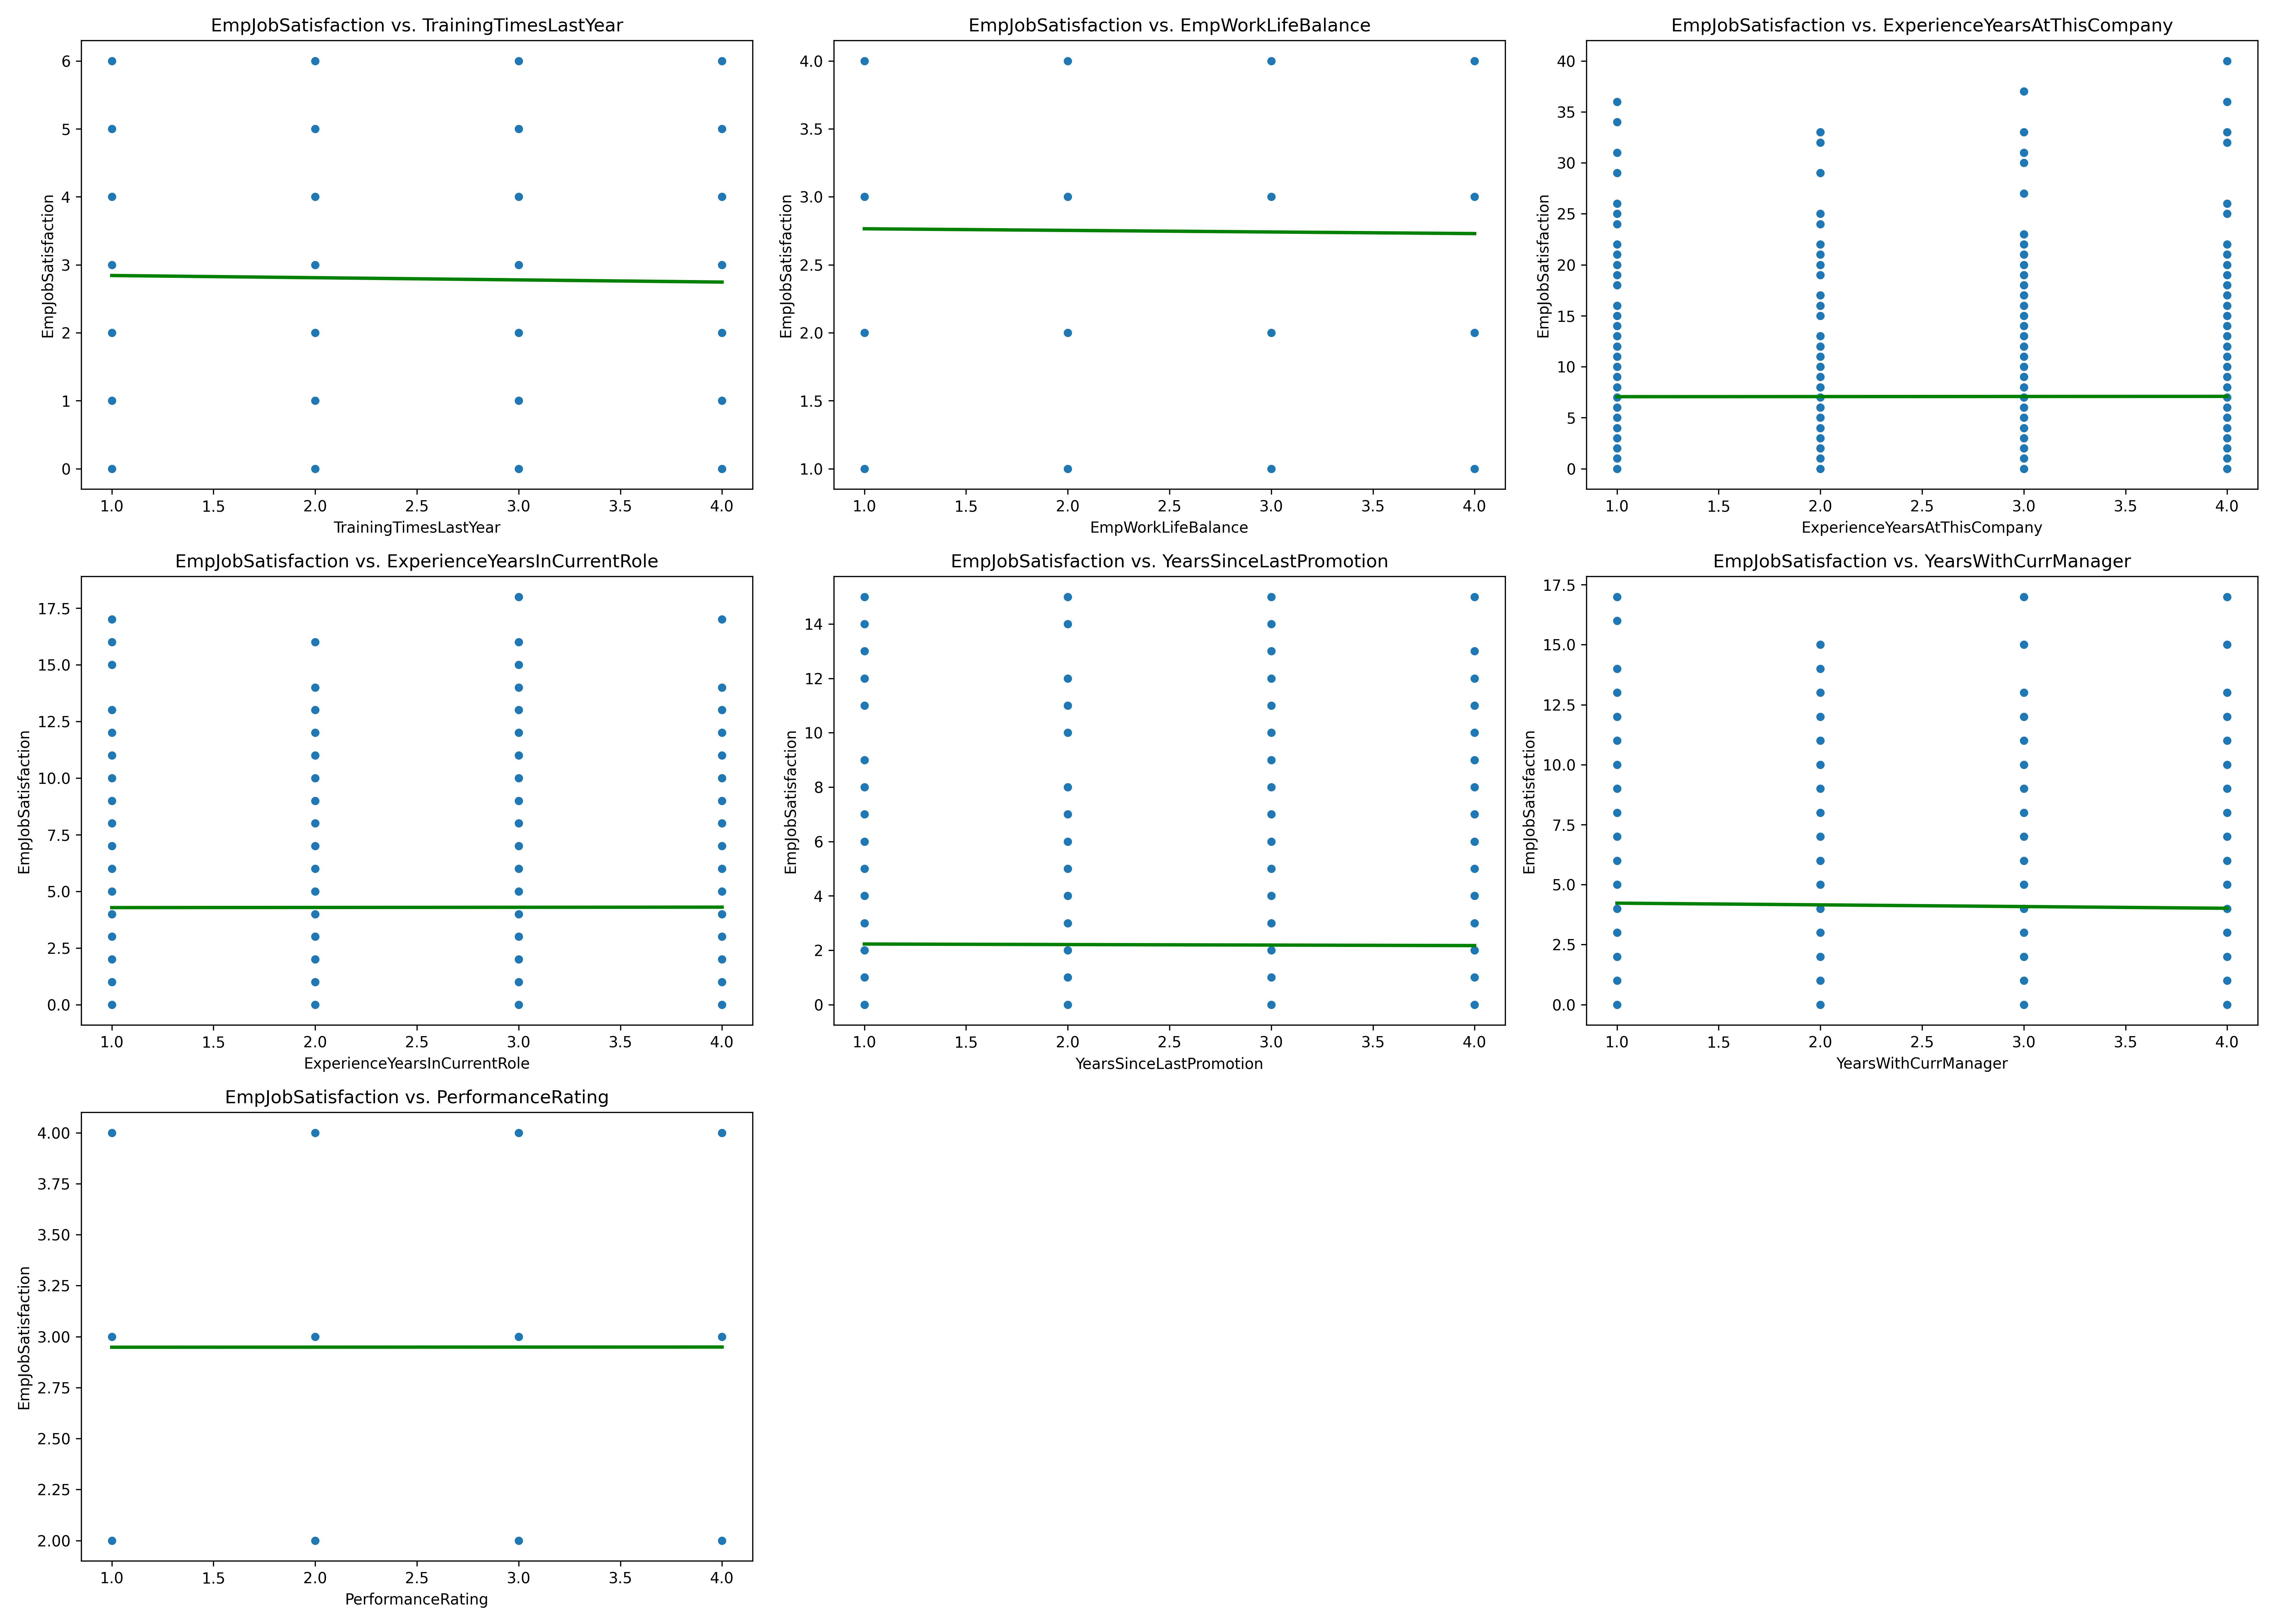 EmpJobSatisfaction vs. TrainingTimesLastYear
EmpJobSatisfaction
6
5
4
3
2
1
0
1.0 1.5 2.0 2.5 3.0 3.5 4.0
TrainingTimesLastYear
EmpJobSatisfaction vs. EmpWorkLifeBalance
EmpJobSatisfaction
4.0
3.5
3.0
2.5
2.0
1.5
1.0
1.0 1.5 2.0 2.5 3.0 3.5 4.0
EmpWorkLifeBalance
EmpJobSatisfaction vs. ExperienceYearsAtThisCompany
EmpJobSatisfaction
40
35
30
25
20
15
10
5
0
1.0 1.5 2.0 2.5 3.0 3.5 4.0
ExperienceYearsAtThisCompany
EmpJobSatisfaction vs. ExperienceYearsInCurrentRole
EmpJobSatisfaction
17.5
15.0
12.5
10.0
7.5
5.0
2.5
0.0
1.0 1.5 2.0 2.5 3.0 3.5 4.0
ExperienceYearsInCurrentRole
EmpJobSatisfaction vs. YearsSinceLastPromotion
EmpJobSatisfaction
14
12
10
8
6
4
2
0
1.0 1.5 2.0 2.5 3.0 3.5 4.0
YearsSinceLastPromotion
EmpJobSatisfaction vs. YearsWithCurrManager
EmpJobSatisfaction
17.5
15.0
12.5
10.0
7.5
5.0
2.5
0.0
1.0 1.5 2.0 2.5 3.0 3.5 4.0
YearsWithCurrManager
EmpJobSatisfaction vs. PerformanceRating
EmpJobSatisfaction
4.00
3.75
3.50
3.25
3.00
2.75
2.50
2.25
2.00
1.0 1.5 2.0 2.5 3.0 3.5 4.0
PerformanceRating